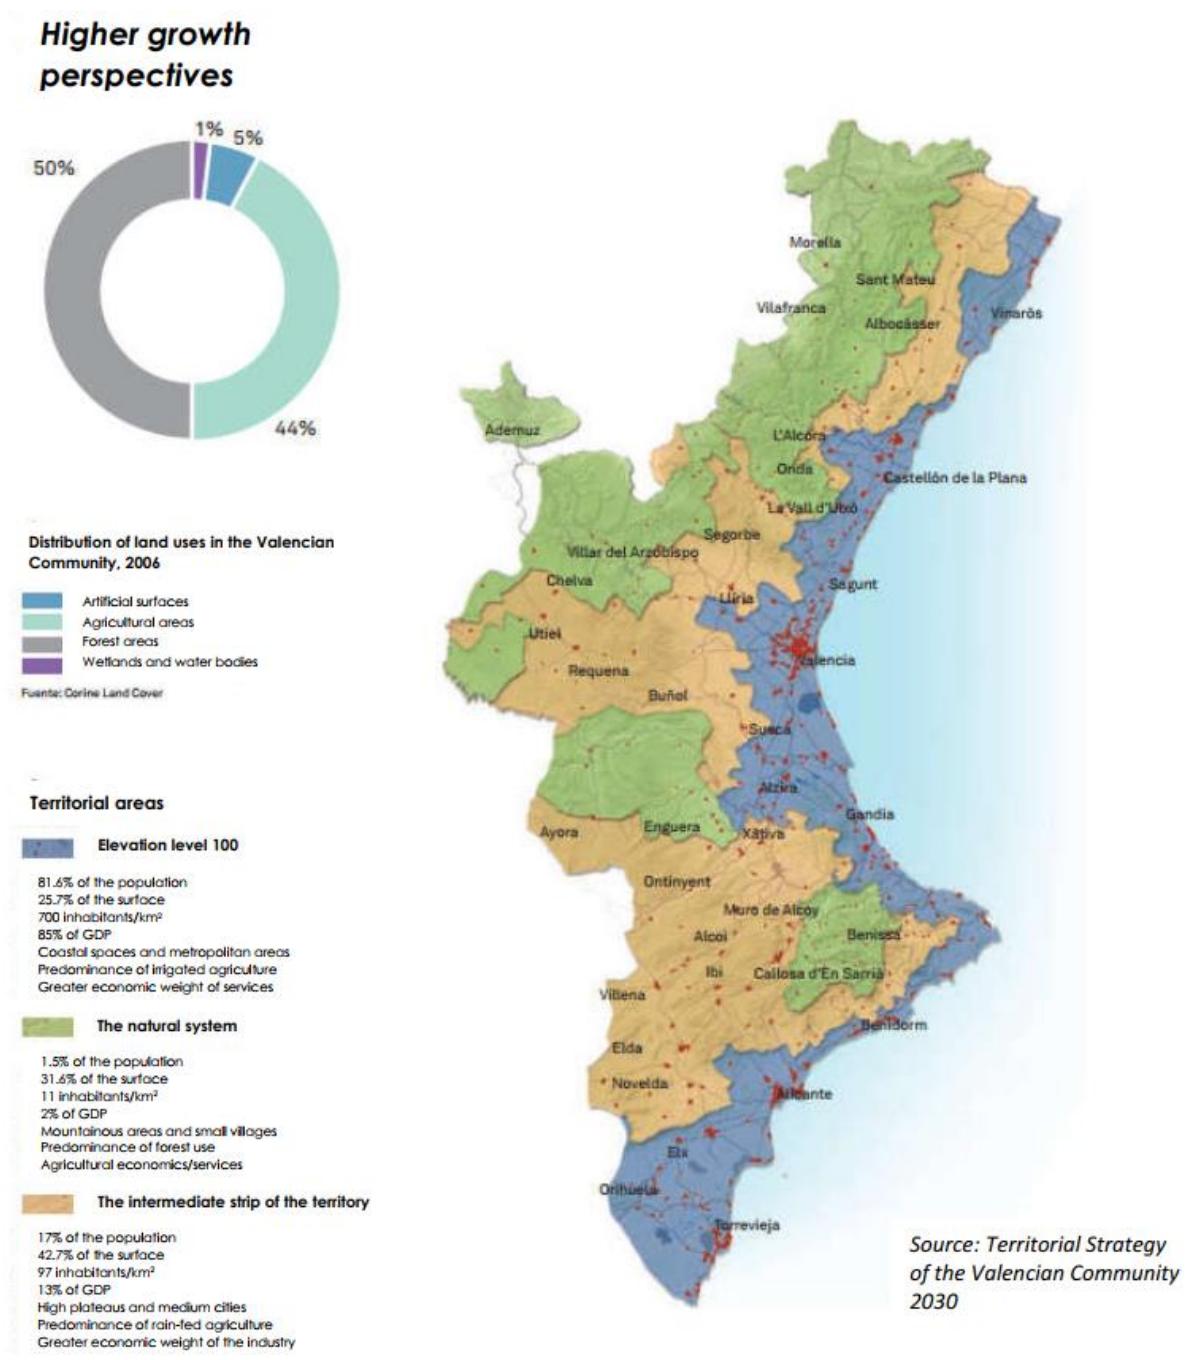 Higher growth
perspectives
1%
5%
50%
44%
Distribution of land uses in the Valencian
Community, 2006
Artificial surfaces
Agricultural areas
Forest areas
Wetlands and water bodies
Fuente: Corine Land Cover
Territorial areas
Elevation level 100
81.6% of the population
25.7% of the surface
700 inhabitants/km²
85% of GDP
Coastal spaces and metropolitan areas
Predominance of irrigated agriculture
Greater economic weight of services
The natural system
1.5% of the population
31.6% of the surface
11 inhabitants/km²
2% of GDP
Mountainous areas and small villages
Predominance of forest use
Agricultural economics/services
The intermediate strip of the territory
17% of the population
42.7% of the surface
97 inhabitants/km²
13% of GDP
High plateaus and medium cities
Predominance of rain-fed agriculture
Greater economic weight of the industry
Morella
Sant Mateu
Vilafranca
Albocàsser
Vinaròs
Ademuz
L'Alcora
Onda
Castellón de la Plana
La Vall d'Uixó
Segorbe
Villar del Arzobispo
Chelva
Sagunt
Llíria
Utiel
Valencia
Requena
Buñol
Sueca
Alzira
Gandia
Ayora
Enguera
Xàtiva
Ontinyent
Muro de Alcoy
Alcoi
Benissa
Ibi
Callosa d'En Sarrià
Villena
Benidorm
Elda
Novelda
Alicante
Elx
Orihuela
Torrevieja
Source: Territorial Strategy
of the Valencian Community
2030